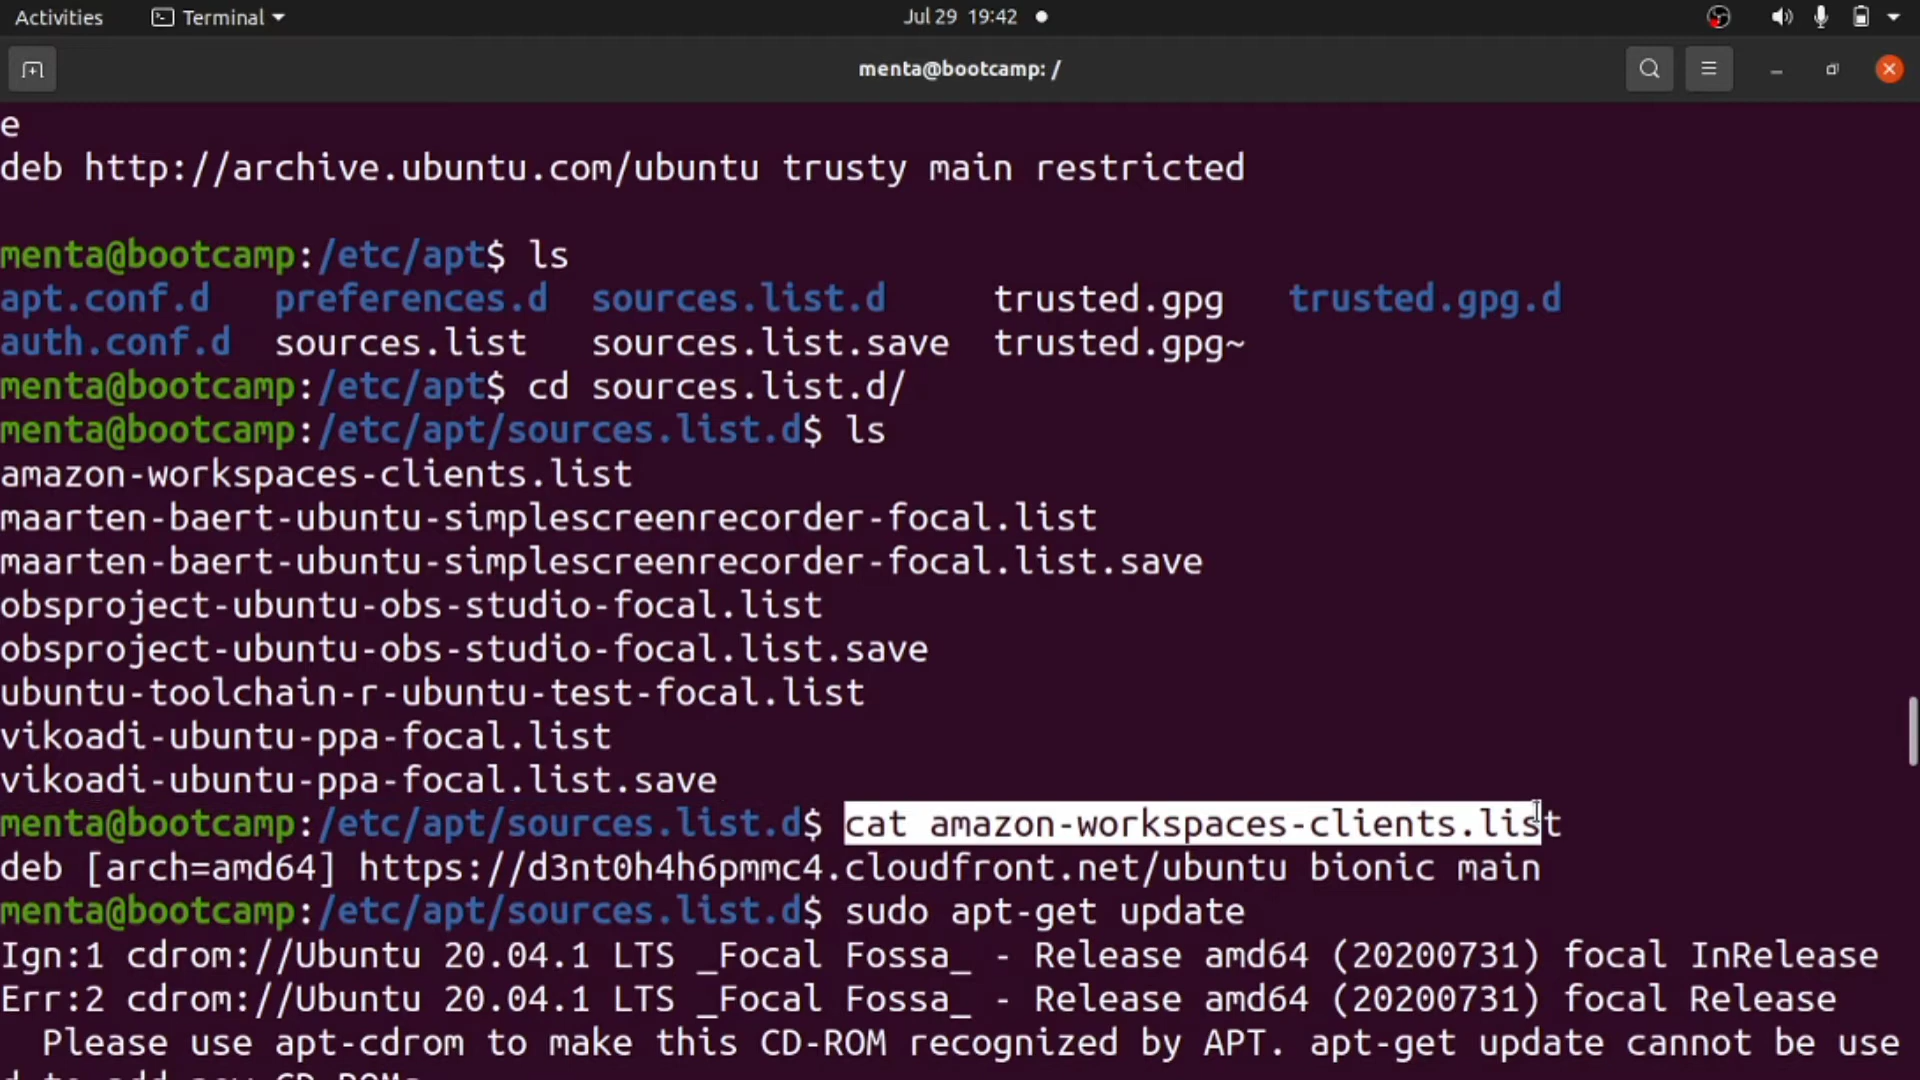 Activities Terminal Jul 29 19:42
menta@bootcamp: /
e
deb http://archive.ubuntu.com/ubuntu trusty main restricted
menta@bootcamp:/etc/apt$ ls
apt.conf.d preferences.d sources.list.d trusted.gpg trusted.gpg.d
auth.conf.d sources.list sources.list.save trusted.gpg~
menta@bootcamp:/etc/apt$ cd sources.list.d/
menta@bootcamp:/etc/apt/sources.list.d$ ls
amazon-workspaces-clients.list
maarten-baert-ubuntu-simplescreenrecorder-focal.list
maarten-baert-ubuntu-simplescreenrecorder-focal.list.save
obsproject-ubuntu-obs-studio-focal.list
obsproject-ubuntu-obs-studio-focal.list.save
ubuntu-toolchain-r-ubuntu-test-focal.list
vikoadi-ubuntu-ppa-focal.list
vikoadi-ubuntu-ppa-focal.list.save
menta@bootcamp:/etc/apt/sources.list.d$ cat amazon-workspaces-clients.list
deb [arch=amd64] https://d3nt0h4h6pmmc4.cloudfront.net/ubuntu bionic main
menta@bootcamp:/etc/apt/sources.list.d$ sudo apt-get update
Ign:1 cdrom://Ubuntu 20.04.1 LTS _Focal Fossa_ - Release amd64 (20200731) focal InRelease
Err:2 cdrom://Ubuntu 20.04.1 LTS _Focal Fossa_ - Release amd64 (20200731) focal Release
Please use apt-cdrom to make this CD-ROM recognized by APT. apt-get update cannot be use
d to add new CD-ROMs